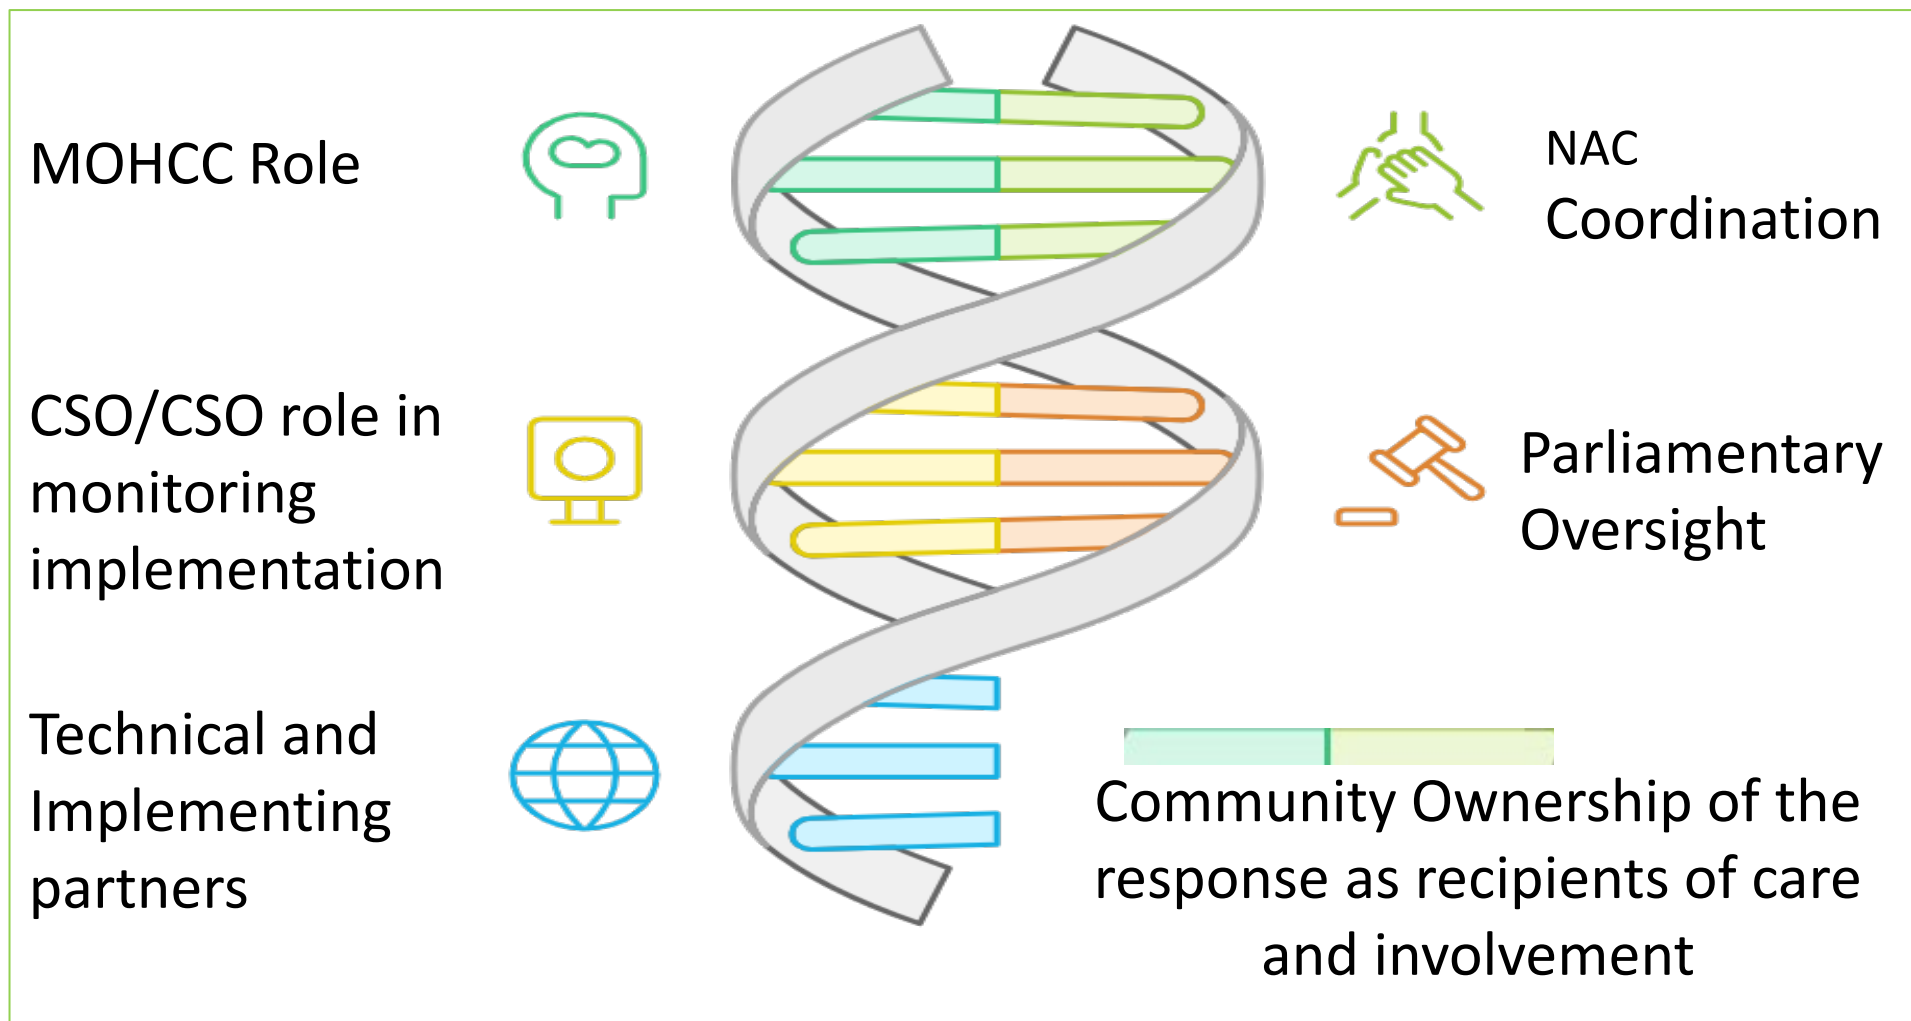 MOHCC Role
NAC
Coordination
CSO/CSO role in
monitoring
implementation
Parliamentary
Oversight
Technical and
Implementing
partners
Community Ownership of the
response as recipients of care
and involvement